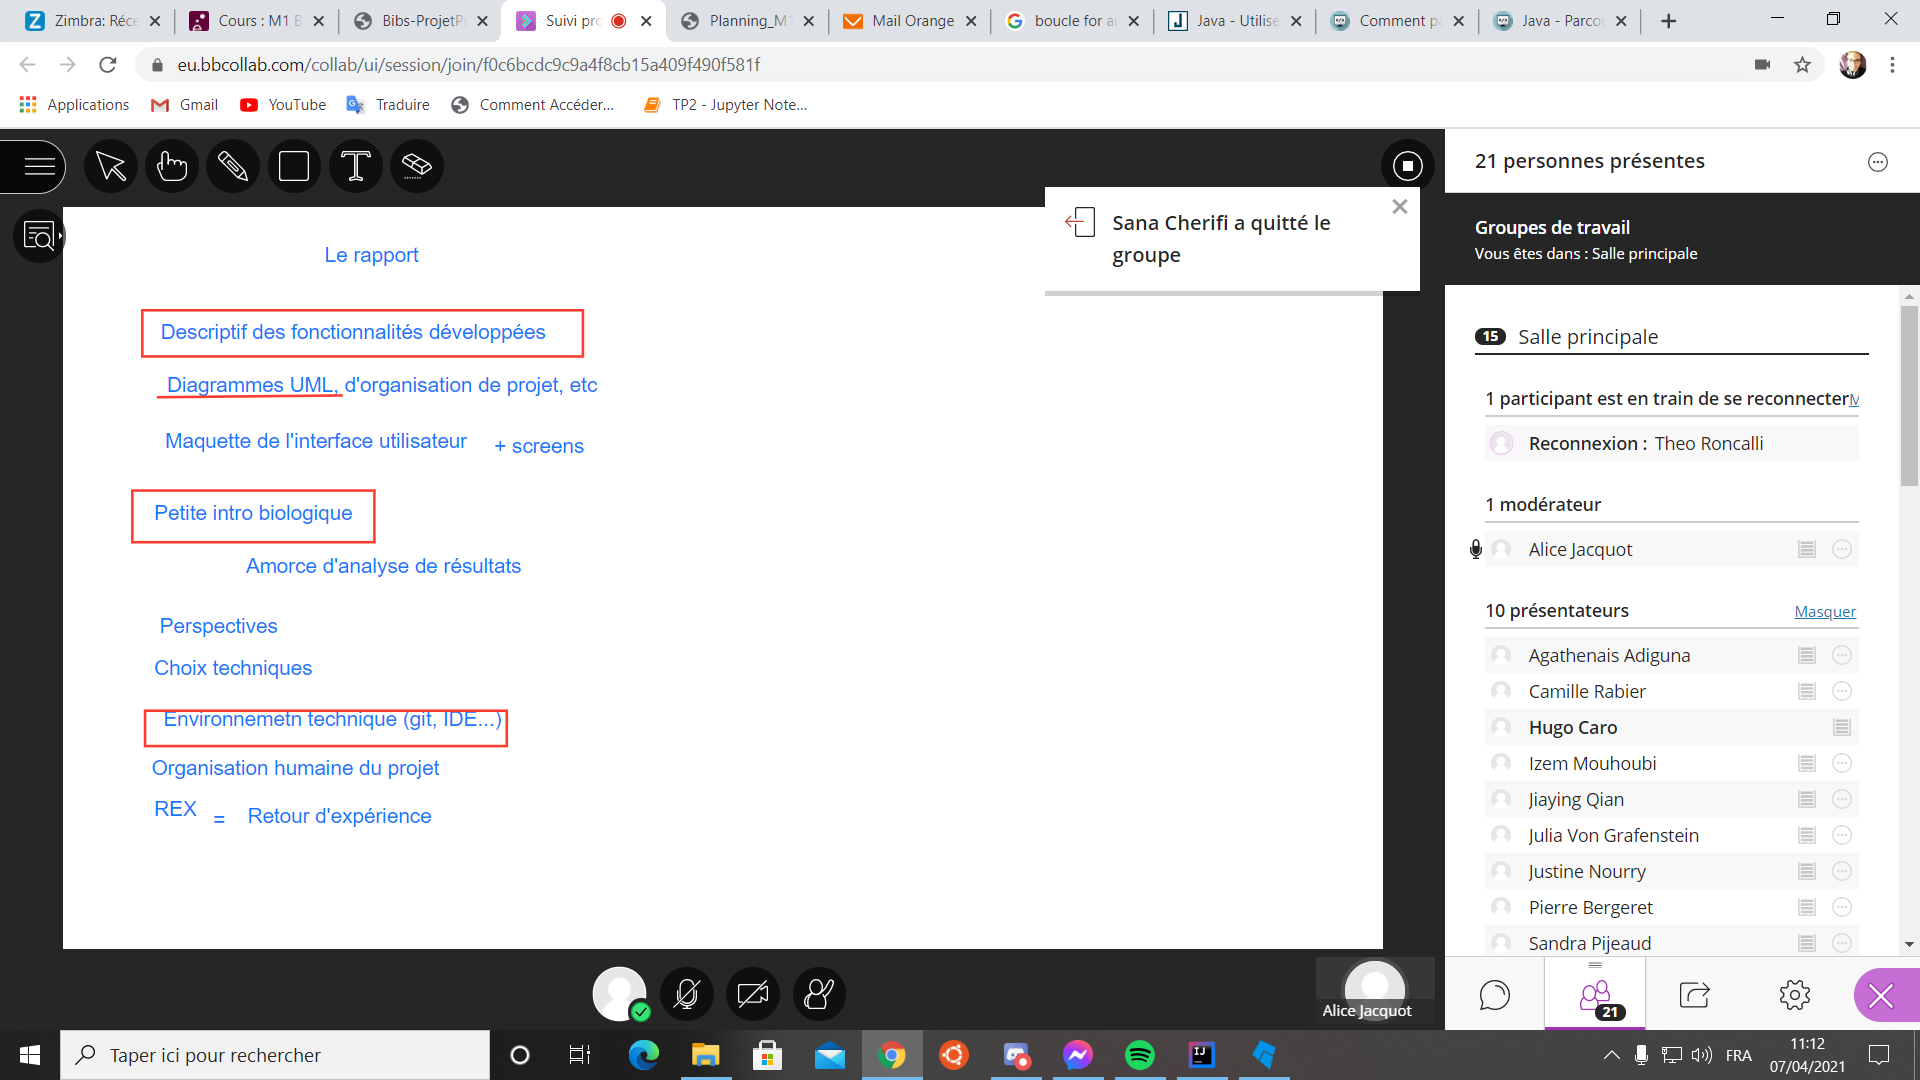 Zimbra: Réce
Cours : M1 B
Bibs-ProjetPr
Suivi pro
Planning_M1
Mail Orange
boucle for ar
Java - Utilise
Comment pa
Java - Parcou
eu.bbcollab.com/collab/ui/session/join/f0c6bcdc9c9a4f8cb15a409f490f581f
Applications
Gmail
YouTube
Traduire
Comment Accéder...
TP2 - Jupyter Note...
Le rapport
Descriptif des fonctionnalités développées
Diagrammes UML, d'organisation de projet, etc
Maquette de l'interface utilisateur + screens
Petite intro biologique
Amorce d'analyse de résultats
Perspectives
Choix techniques
Environnemetn technique (git, IDE...)
Organisation humaine du projet
REX = Retour d'expérience
Sana Cherifi a quitté le
groupe
Alice Jacquot
21 personnes présentes
Groupes de travail
Vous êtes dans : Salle principale
15 Salle principale
1 participant est en train de se reconnecter M
Reconnexion : Theo Roncalli
1 modérateur
Alice Jacquot
10 présentateurs Masquer
Agathenais Adiguna
Camille Rabier
Hugo Caro
Izem Mouhoubi
Jiaying Qian
Julia Von Grafenstein
Justine Nourry
Pierre Bergeret
Sandra Pijeaud
21
Taper ici pour rechercher
FRA
11:12
07/04/2021